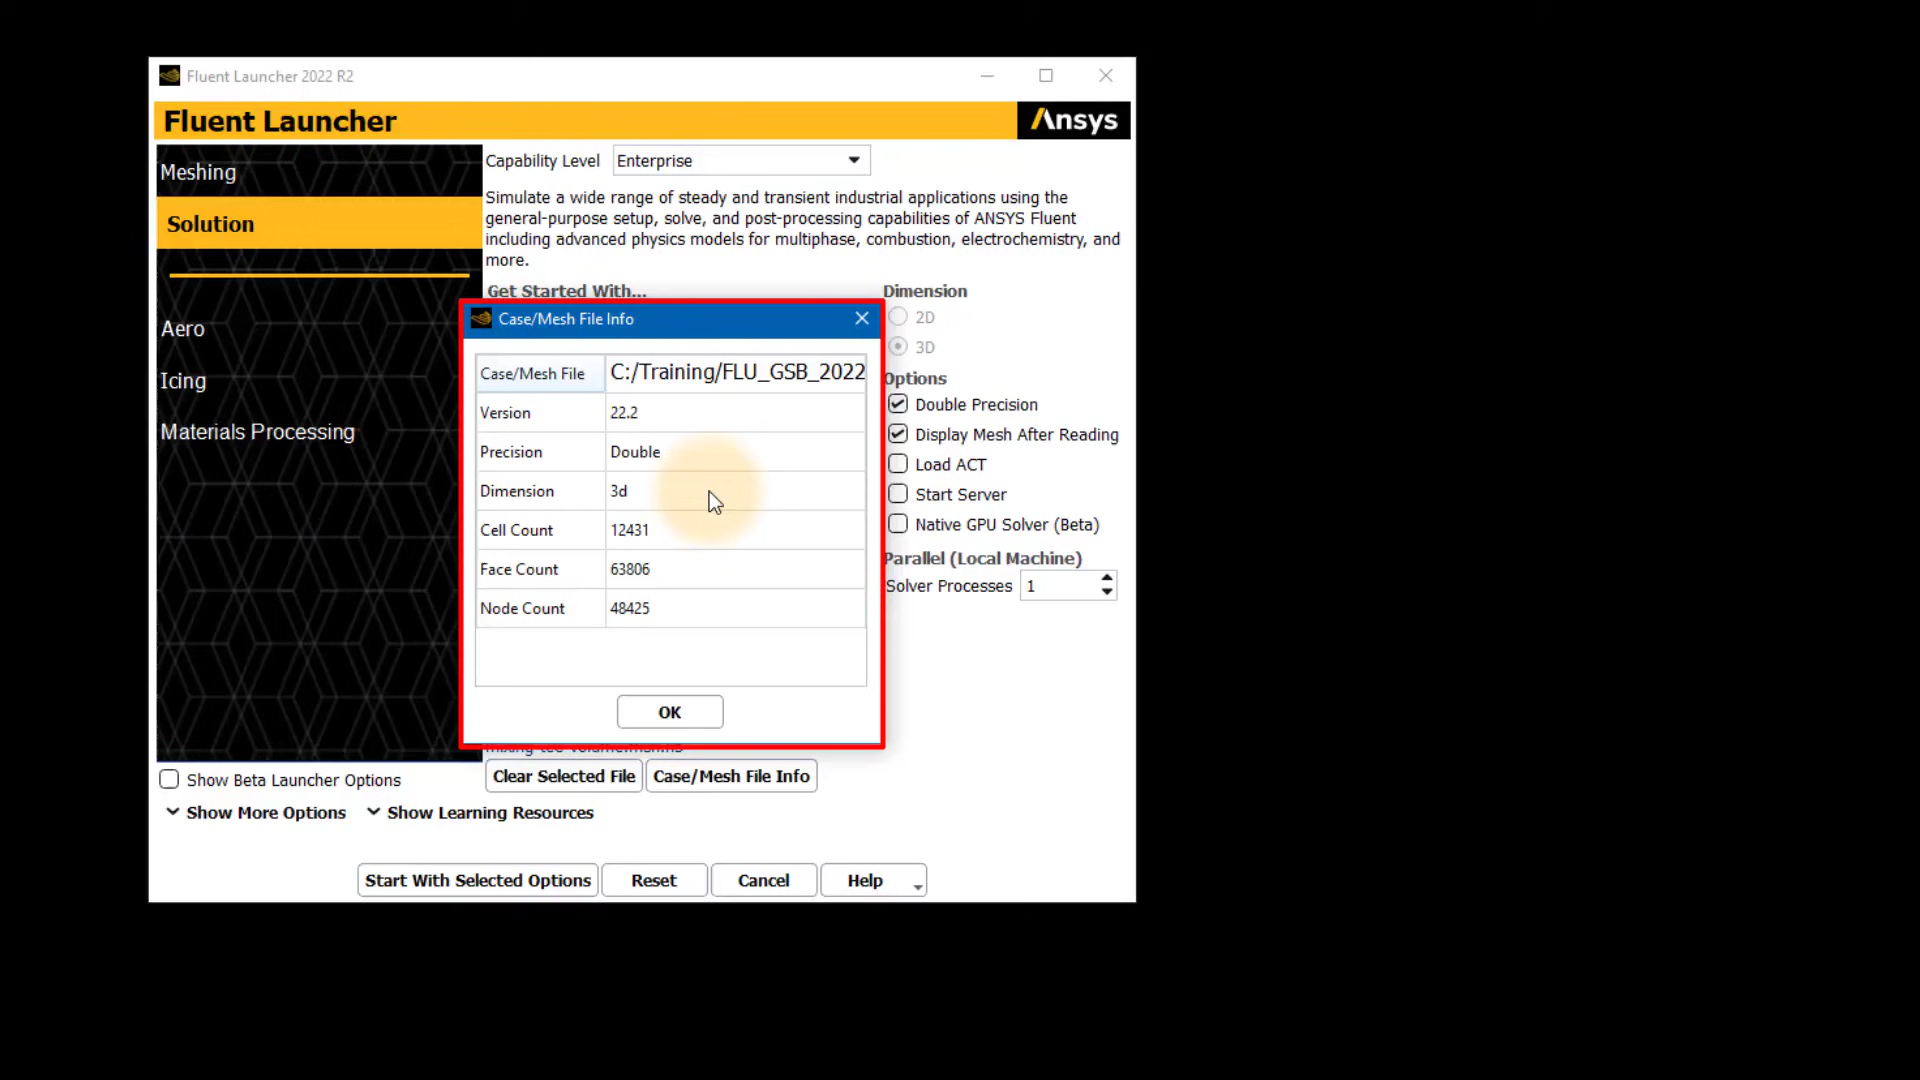 Fluent Launcher 2022 R2
Fluent Launcher
Ansys
Meshing
Solution
Aero
Icing
Materials Processing
Capability Level Enterprise
Simulate a wide range of steady and transient industrial applications using the
general-purpose setup, solve, and post-processing capabilities of ANSYS Fluent
including advanced physics models for multiphase, combustion, electrochemistry, and
more.
Get Started With...
Case/Mesh File Info
Case/Mesh File C:/Training/FLU_GSB_2022
Version 22.2
Precision Double
Dimension 3d
Cell Count 12431
Face Count 63806
Node Count 48425
OK
Dimension
2D
3D
Options
Double Precision
Display Mesh After Reading
Load ACT
Start Server
Native GPU Solver (Beta)
Parallel (Local Machine)
Solver Processes 1
Clear Selected File Case/Mesh File Info
Show Beta Launcher Options
Show More Options Show Learning Resources
Start With Selected Options Reset Cancel Help